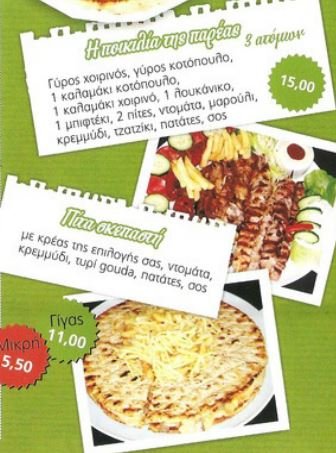 Η ποικιλία της παρέας 3 ατόμων
Γύρος χοιρινός, γύρος κοτόπουλο,
1 καλαμάκι κοτόπουλο,
1 καλαμάκι χοιρινό, 1 λουκάνικο,
1 μπιφτέκι, 2 πίτες, ντομάτα, μαρούλι,
κρεμμύδι, τζατζίκι, πατάτες, σος
15,00
Πίτα σκεπαστή
με κρέας της επιλογής σας, ντομάτα,
κρεμμύδι, τυρί gouda, πατάτες, σος
Γίγας
11,00
Μικρή
5,50